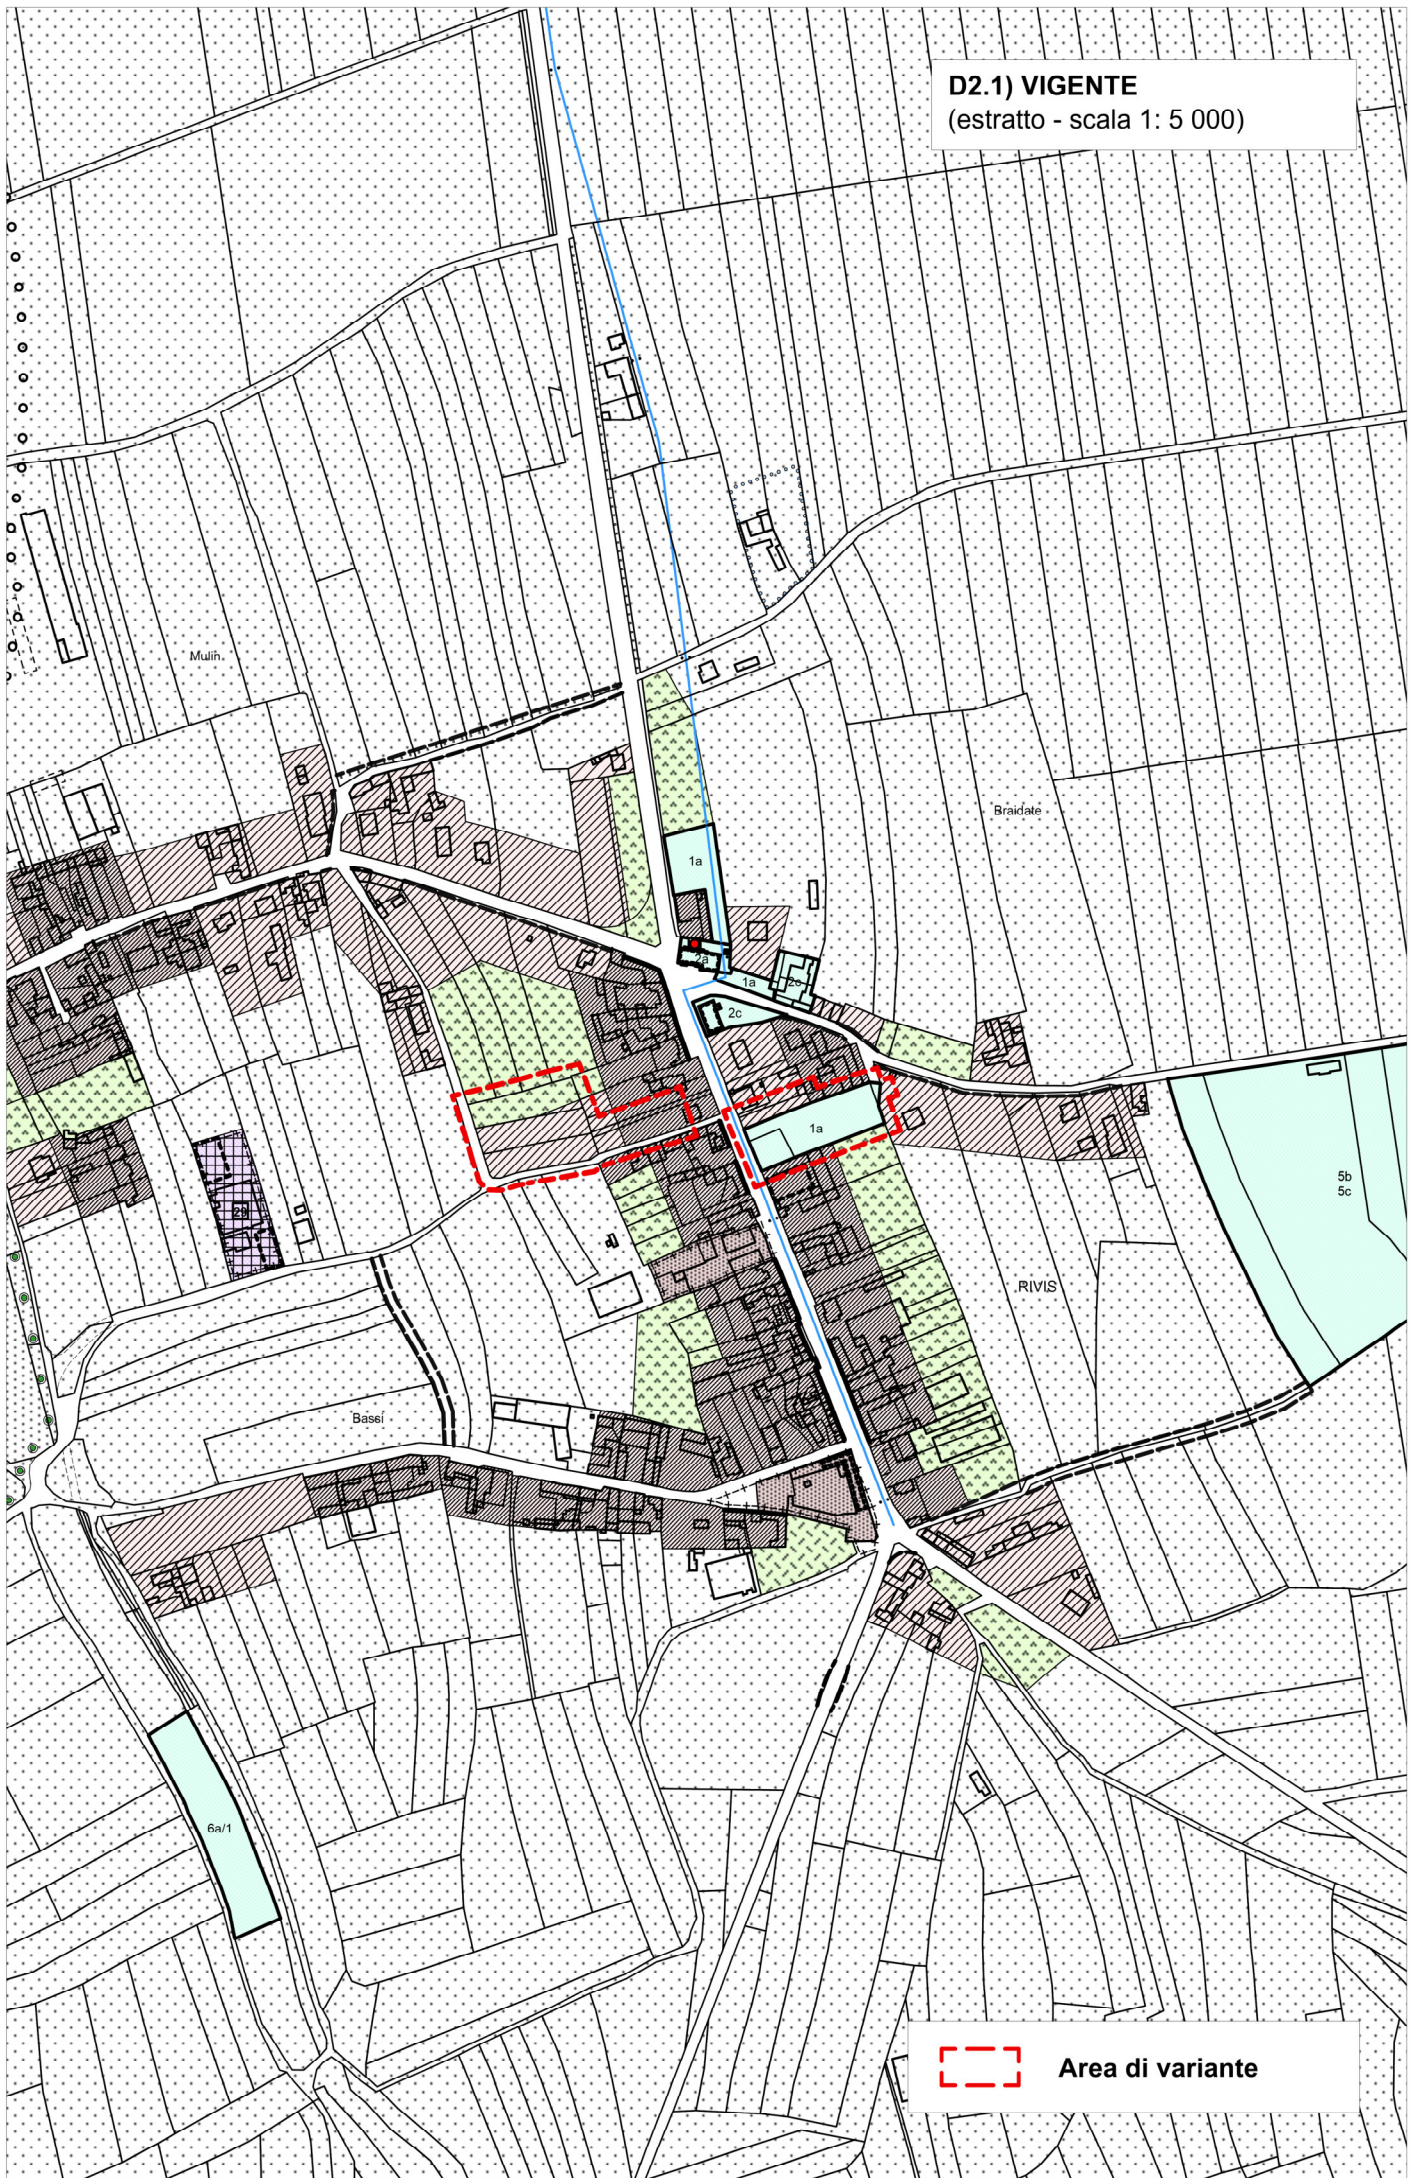 D2.1) VIGENTE
(estratto - scala 1: 5 000)
Mulin
Braidate
1a
2a
1a
2c
2c
1a
5b
5c
29
RIVIS
Bassi
6a/1
Area di variante